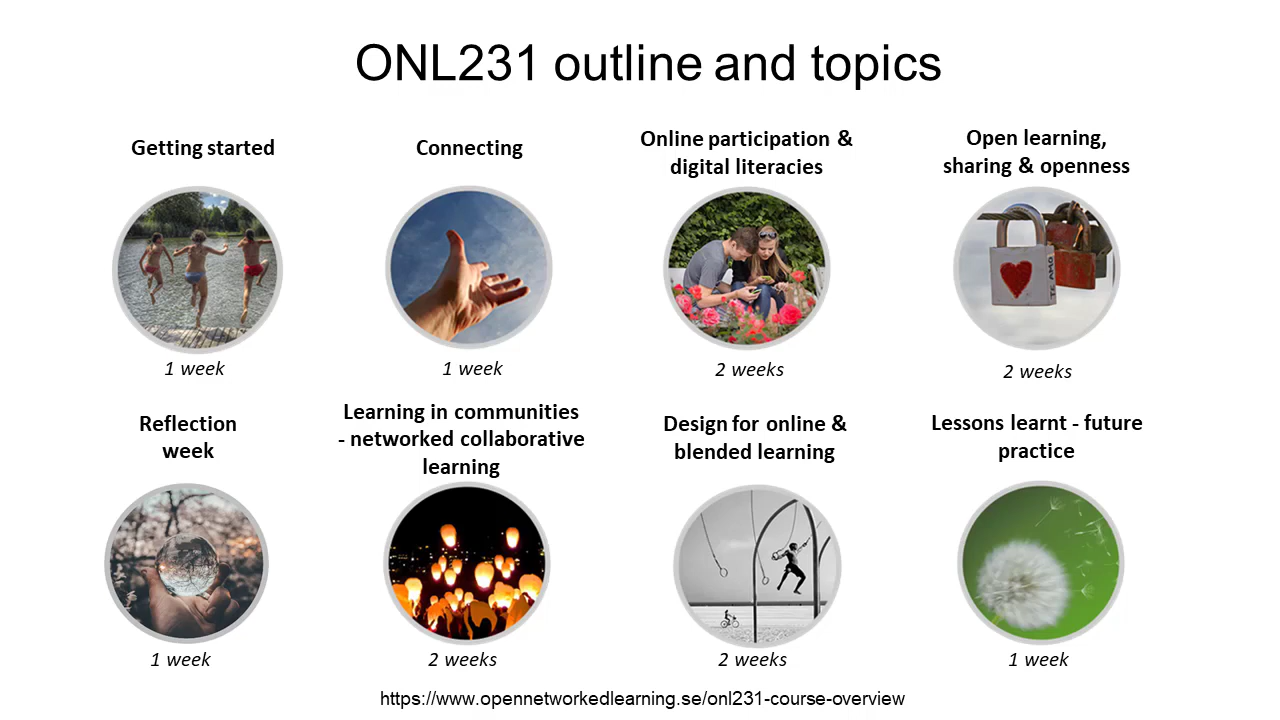 ONL231 outline and topics
Getting started
Connecting
Online participation &
digital literacies
Open learning,
sharing & openness
TE AMO
1 week
1 week
2 weeks
2 weeks
Reflection
week
Learning in communities
- networked collaborative
learning
Design for online &
blended learning
Lessons learnt - future
practice
1 week
2 weeks
2 weeks
1 week
https://www.opennetworkedlearning.se/onl231-course-overview